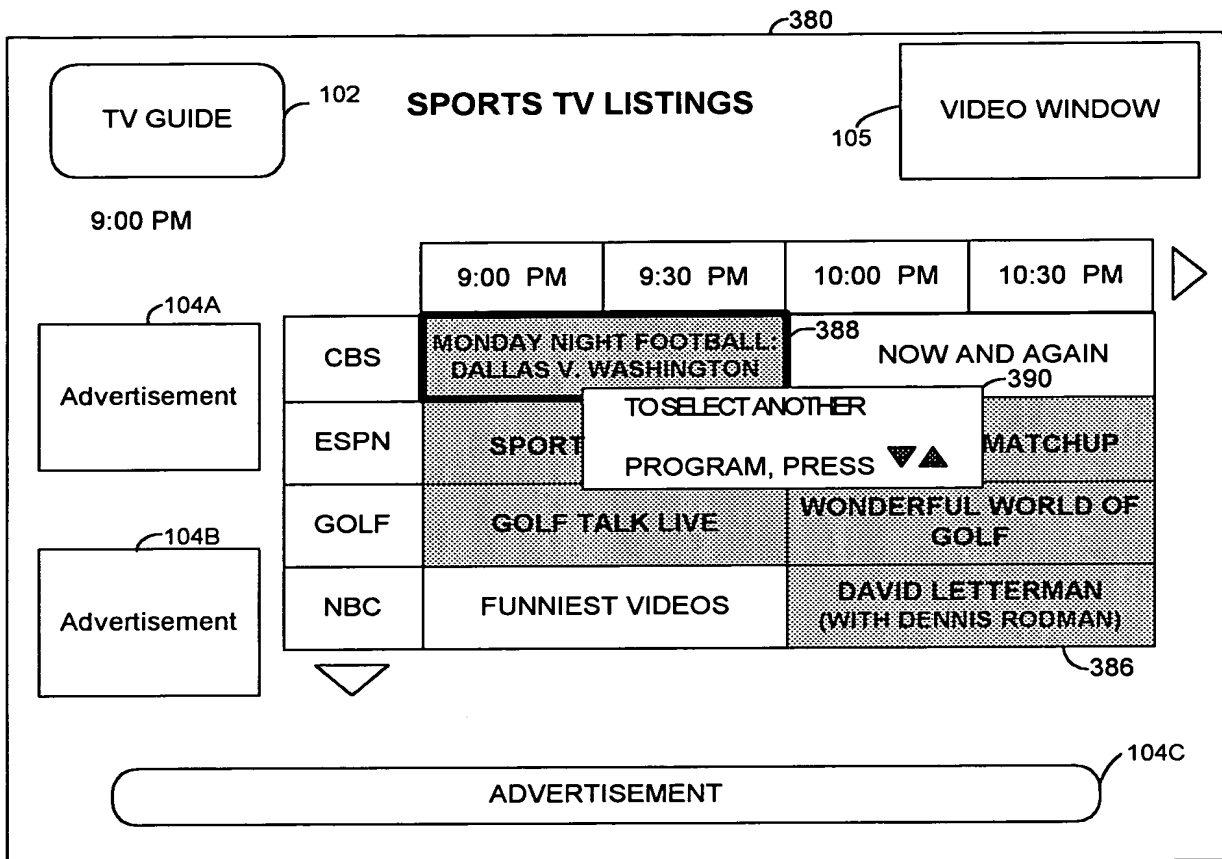 380
TV GUIDE
102
SPORTS TV LISTINGS
VIDEO WINDOW
105
9:00 PM
9:00 PM
9:30 PM
10:00 PM
10:30 PM
104A
Advertisement
CBS
MONDAY NIGHT FOOTBALL:
DALLAS V. WASHINGTON
388
NOW AND AGAIN
390
TO SELECT ANOTHER
PROGRAM, PRESS
ESPN
SPORT
MATCHUP
GOLF
GOLF TALK LIVE
WONDERFUL WORLD OF
GOLF
104B
Advertisement
NBC
FUNNIEST VIDEOS
DAVID LETTERMAN
(WITH DENNIS RODMAN)
386
104C
ADVERTISEMENT